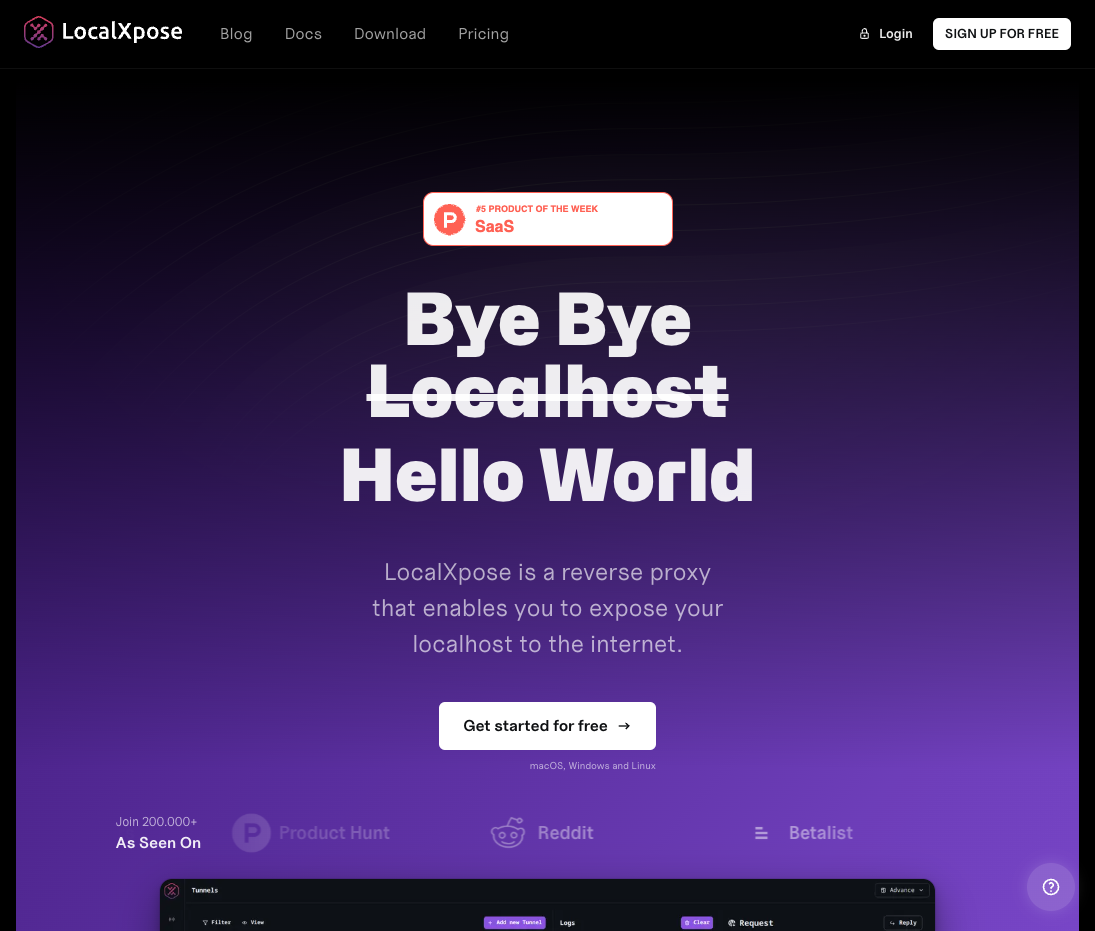 LocalXpose
Blog
Docs
Download
Pricing
Login
SIGN UP FOR FREE
#5 PRODUCT OF THE WEEK
P
SaaS
Bye Bye
Localhost
Hello World
LocalXpose is a reverse proxy
that enables you to expose your
localhost to the internet.
Get started for free →
macOS, Windows and Linux
Join 200.000+
As Seen On
P Product Hunt
Reddit
Betalist
Tunnels
Advance
Filter
View
+ Add new Tunnel
Logs
Clear
Request
Reply